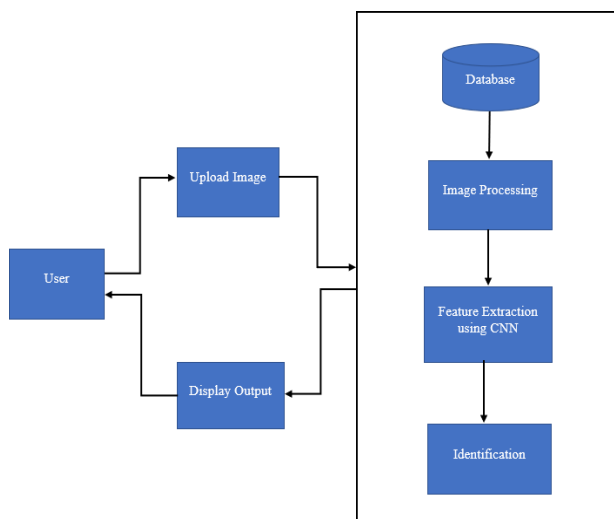 Database
Upload Image
Image Processing
User
Feature Extraction
using CNN
Display Output
Identification